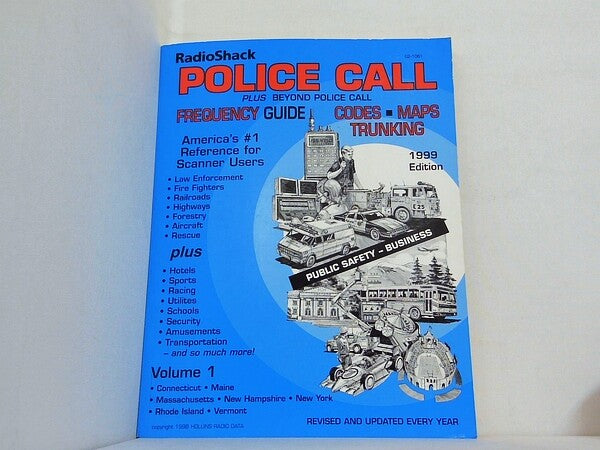 RadioShack
12-1061
POLICE CALL
PLUS BEYOND POLICE CALL
FREQUENCY GUIDE
CODES ▪ MAPS
TRUNKING
America's #1
Reference for
Scanner Users
1999
Edition
• Law Enforcement
• Fire Fighters
• Railroads
• Highways
• Forestry
• Aircraft
• Rescue
plus
• Hotels
• Sports
• Racing
• Utilites
• Schools
• Security
• Amusements
• Transportation
– and so much more!
E25
PUBLIC SAFETY – BUSINESS
Volume 1
• Connecticut • Maine
• Massachusetts • New Hampshire • New York
• Rhode Island • Vermont
REVISED AND UPDATED EVERY YEAR
copyright 1998 HOLLINS RADIO DATA